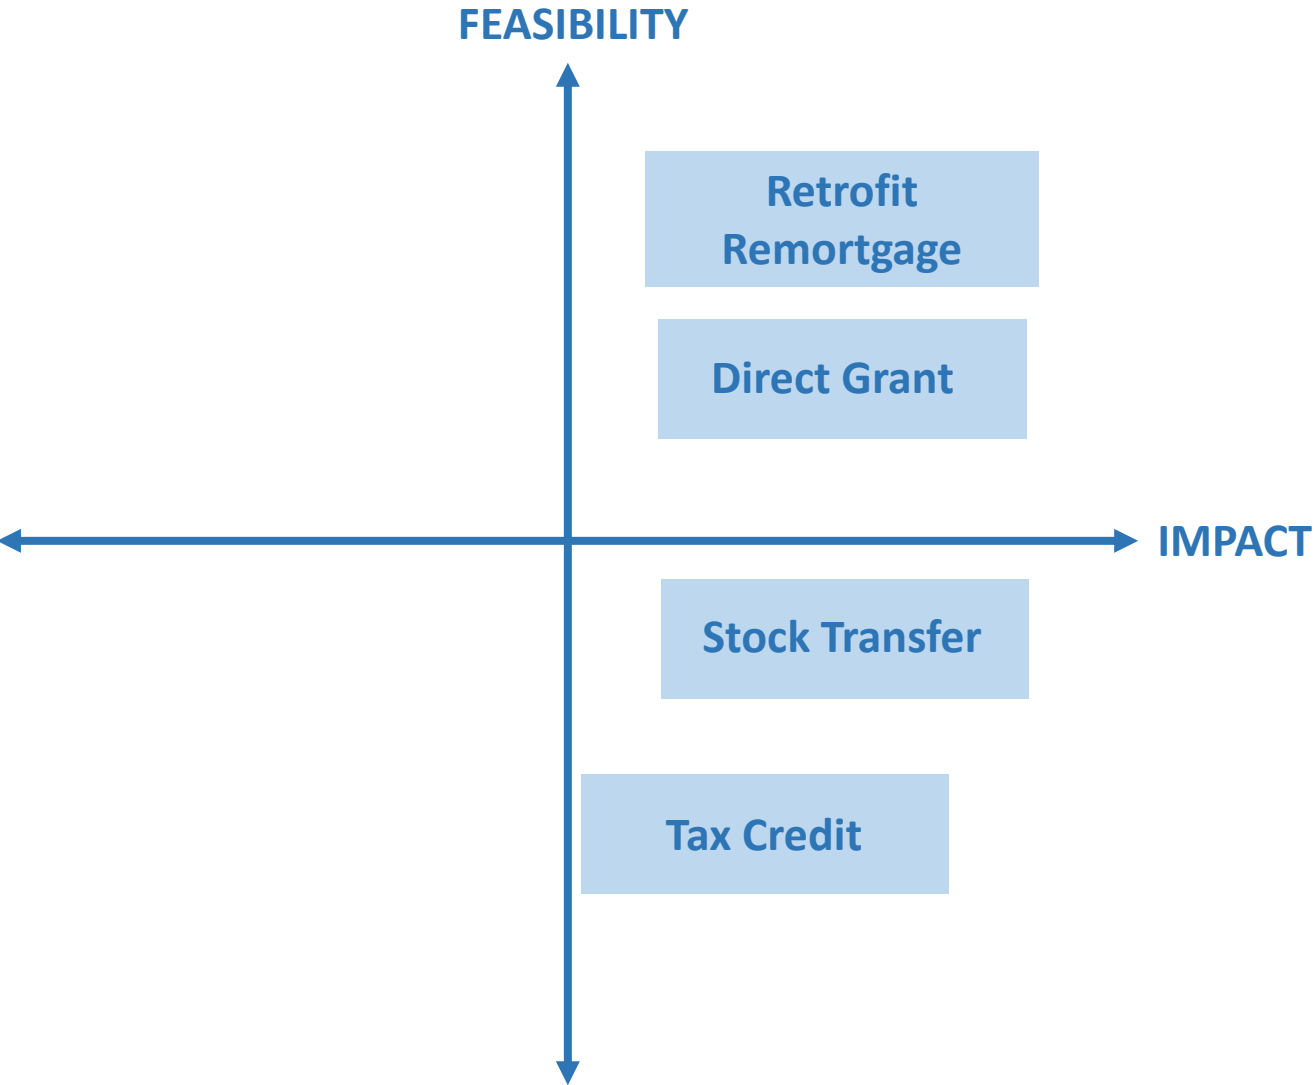 FEASIBILITY
Retrofit
Remortgage
Direct Grant
IMPACT
Stock Transfer
Tax Credit